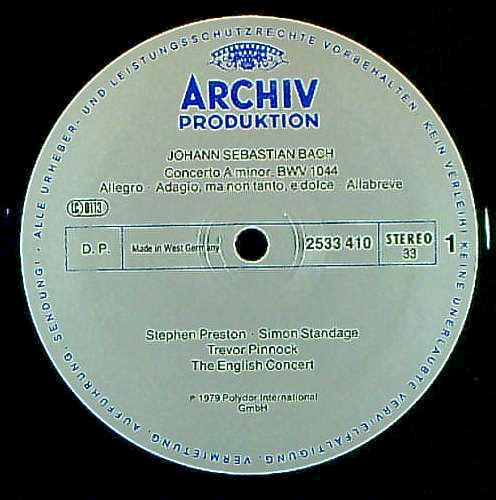 ALLE URHEBER- UND LEISTUNGSSCHUTZRECHTE VORBEHALTEN. KEIN VERLEIH! KEINE UNERLAUBTE VERVIELFÄLTIGUNG, VERMIETUNG, AUFFÜHRUNG, SENDUNG!
ARCHIV
PRODUKTION
JOHANN SEBASTIAN BACH
Concerto A minor, BWV 1044
Allegro · Adagio, ma non tanto, e dolce · Allabreve
LC 0113
D. P. Made in West Germany 2533 410 STEREO 33 1
Stephen Preston · Simon Standage
Trevor Pinnock
The English Concert
℗ 1979 Polydor International
GmbH